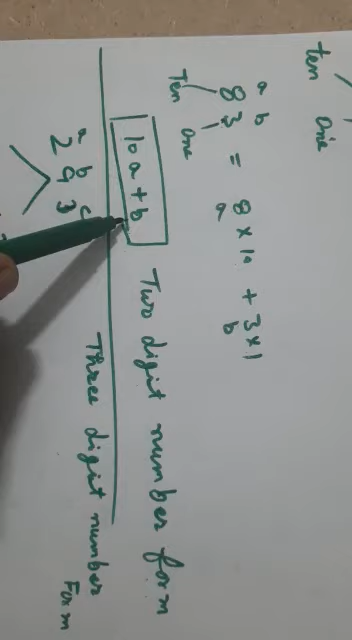 ten one
a b
8 3 = 8 × 10 + 3 × 1
Ten one a b
10 a + b Two digit number form
a b c
2 9 3 Three digit number
Form